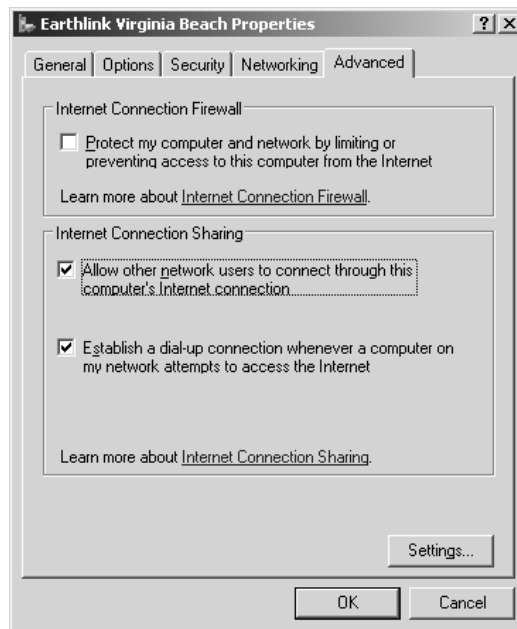 Earthlink Virginia Beach Properties
General Options Security Networking Advanced
Internet Connection Firewall
Protect my computer and network by limiting or
preventing access to this computer from the Internet
Learn more about Internet Connection Firewall.
Internet Connection Sharing
Allow other network users to connect through this
computer's Internet connection
Establish a dial-up connection whenever a computer on
my network attempts to access the Internet
Learn more about Internet Connection Sharing.
Settings...
OK Cancel